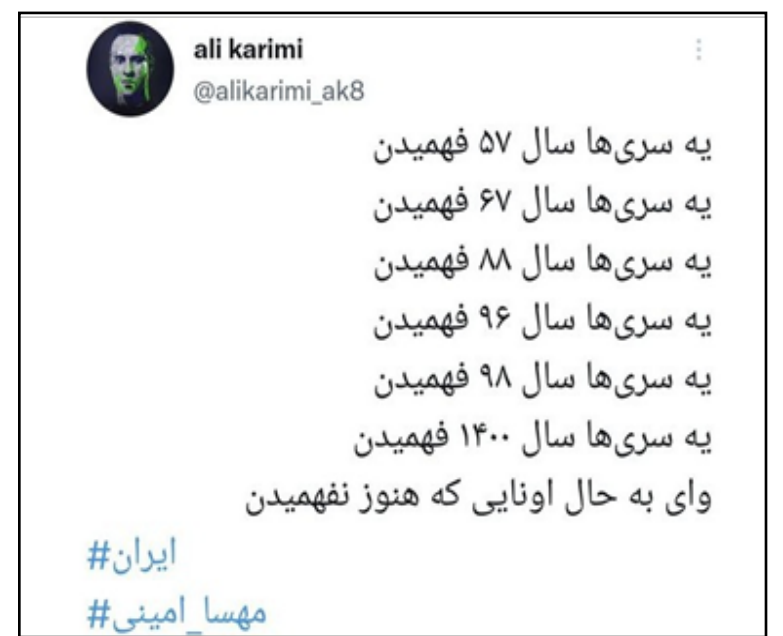 ali karimi
@alikarimi_ak8
یه سری‌ها سال ۵۷ فهمیدن
یه سری‌ها سال ۶۷ فهمیدن
یه سری‌ها سال ۸۸ فهمیدن
یه سری‌ها سال ۹۶ فهمیدن
یه سری‌ها سال ۹۸ فهمیدن
یه سری‌ها سال ۱۴۰۰ فهمیدن
وای به حال اونایی که هنوز نفهمیدن
#ایران
#مهسا_امینی